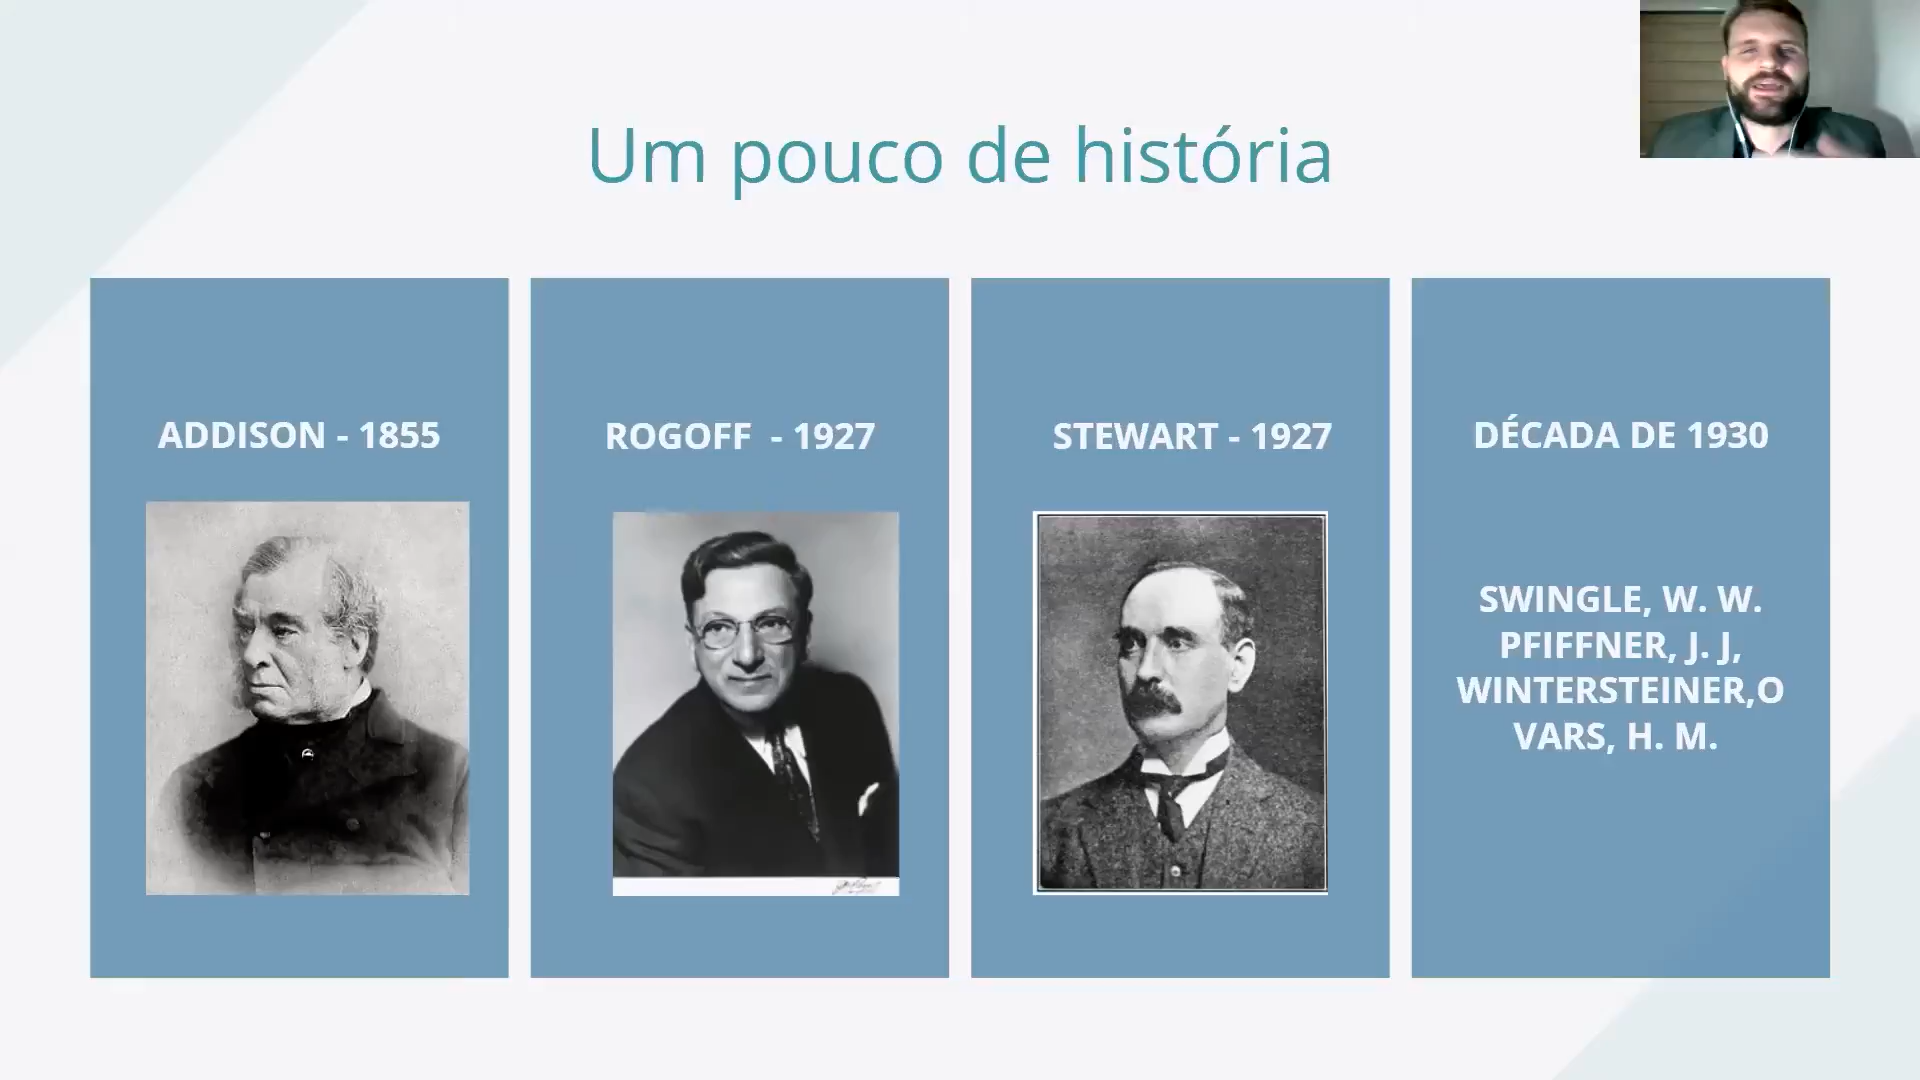 Um pouco de história
ADDISON - 1855
ROGOFF - 1927
STEWART - 1927
DÉCADA DE 1930
SWINGLE, W. W.
PFIFFNER, J. J,
WINTERSTEINER,O
VARS, H. M.